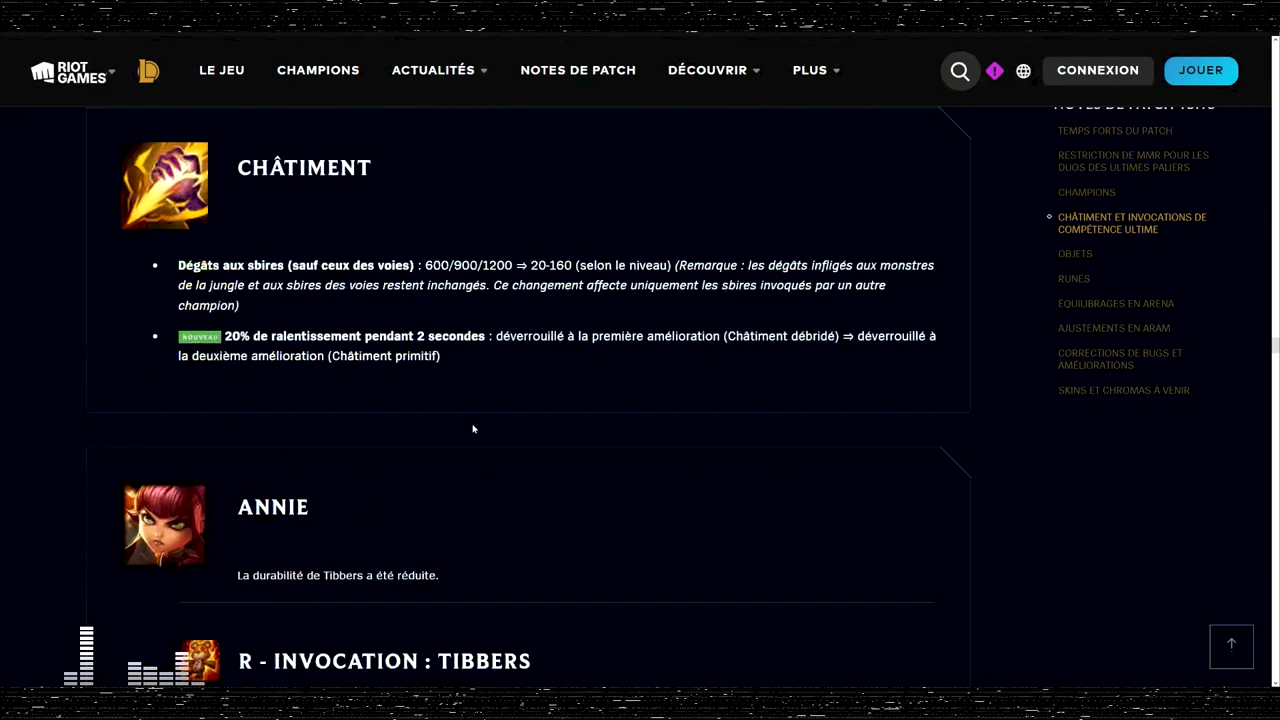 RIOT GAMES
LE JEU
CHAMPIONS
ACTUALITÉS
NOTES DE PATCH
DÉCOUVRIR
PLUS
CONNEXION
JOUER
CHÂTIMENT
Dégâts aux sbires (sauf ceux des voies) : 600/900/1200 ⇒ 20-160 (selon le niveau) (Remarque : les dégâts infligés aux monstres
de la jungle et aux sbires des voies restent inchangés. Ce changement affecte uniquement les sbires invoqués par un autre
champion)
NOUVEAU 20% de ralentissement pendant 2 secondes : déverrouillé à la première amélioration (Châtiment débridé) ⇒ déverrouillé à
la deuxième amélioration (Châtiment primitif)
ANNIE
La durabilité de Tibbers a été réduite.
R - INVOCATION : TIBBERS
TEMPS FORTS DU PATCH
RESTRICTION DE MMR POUR LES
DUOS DES ULTIMES PALIERS
CHAMPIONS
CHÂTIMENT ET INVOCATIONS DE
COMPÉTENCE ULTIME
OBJETS
RUNES
ÉQUILIBRAGES EN ARENA
AJUSTEMENTS EN ARAM
CORRECTIONS DE BUGS ET
AMÉLIORATIONS
SKINS ET CHROMAS À VENIR